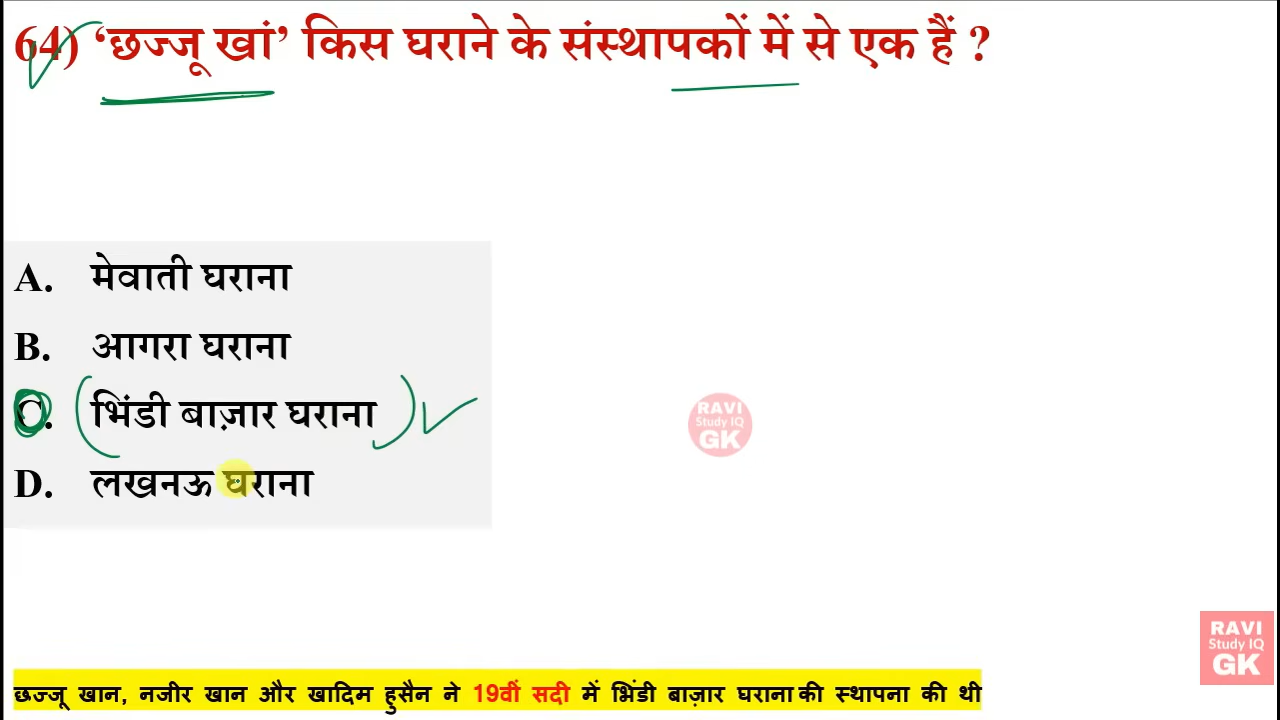 64) ‘छज्जू खां’ किस घराने के संस्थापकों में से एक हैं ?
A. मेवाती घराना
B. आगरा घराना
C. भिंडी बाज़ार घराना
D. लखनऊ घराना
RAVI
Study IQ
GK
RAVI
Study IQ
GK
छज्जू खान, नजीर खान और खादिम हुसैन ने 19वीं सदी में भिंडी बाज़ार घराना की स्थापना की थी